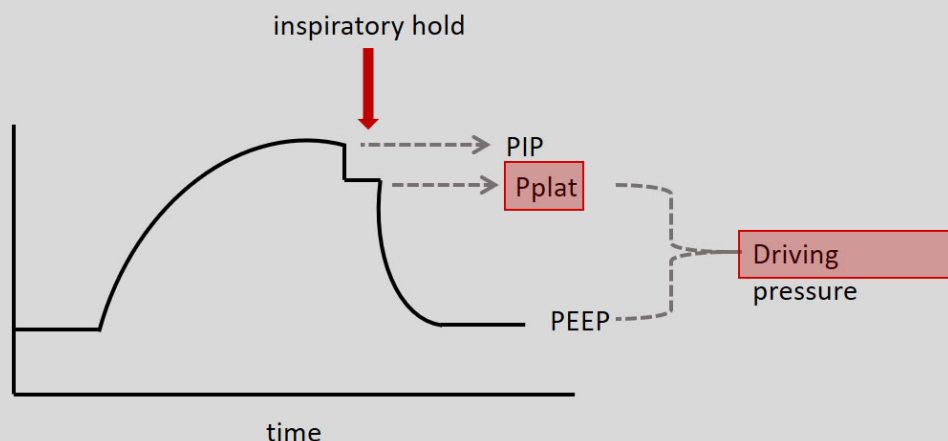 inspiratory hold
PIP
Pplat
Driving
pressure
PEEP
time